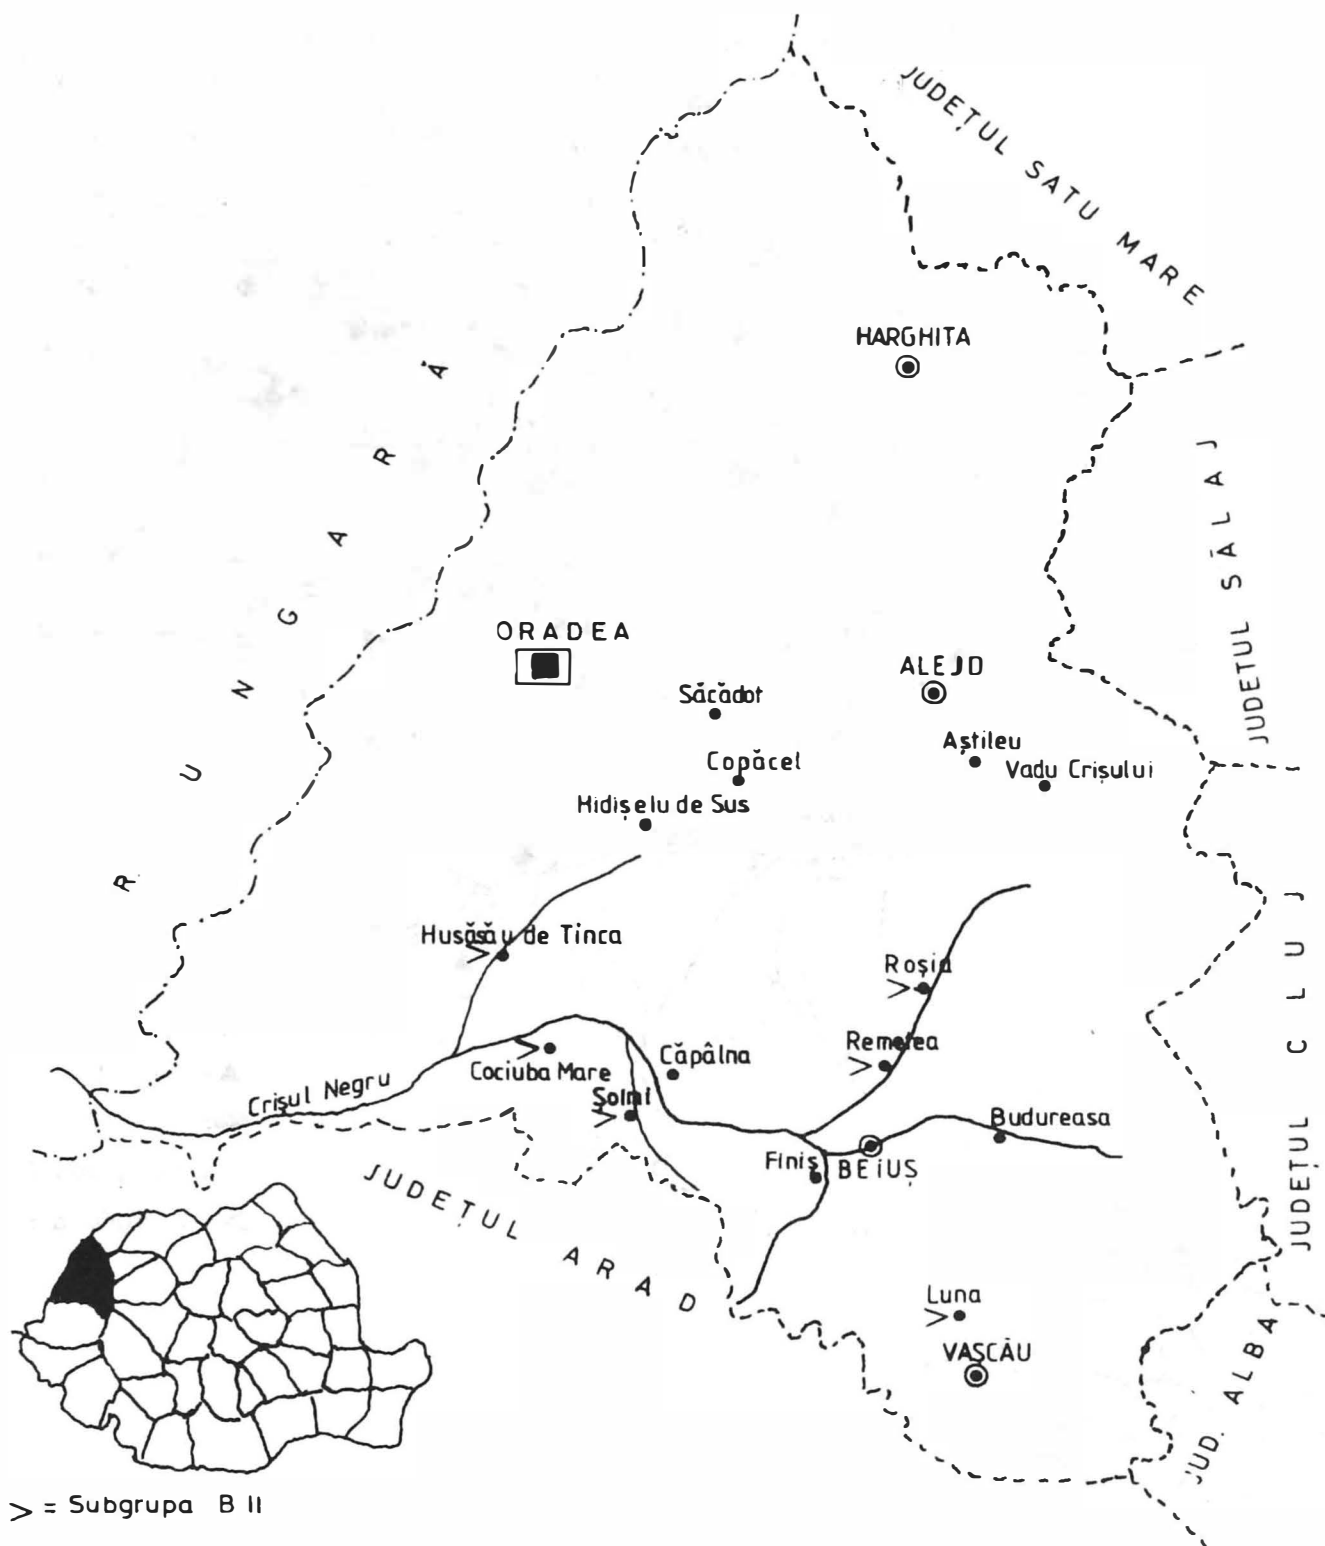 JUDEȚUL SATU MARE
HARGHITA
R. UNGARĂ
JUDEȚUL SĂLAJ
ORADEA
ALEJD
Săcădot
Aștileu
Copăcel
Vadu Crișului
Hidișelu de Sus
Husăsău de Tinca
Roșia
JUDEȚUL CLUJ
Remetea
Căpâlna
Cociuba Mare
Crișul Negru
Șoimi
Budureasa
Finiș
BEIUȘ
JUDEȚUL ARAD
Luna
VAȘCĂU
JUD. ALBA
> = Subgrupa B II